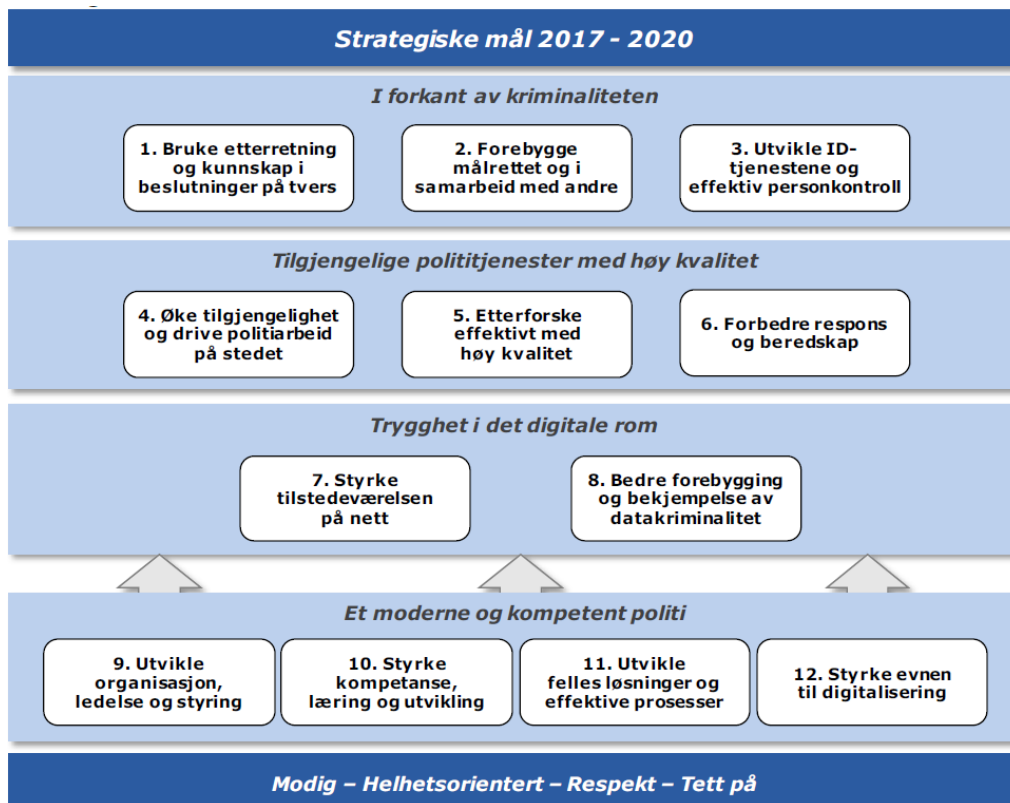 Strategiske mål 2017 - 2020
I forkant av kriminaliteten
1. Bruke etterretning
og kunnskap i
beslutninger på tvers
2. Forebygge
målrettet og i
samarbeid med andre
3. Utvikle ID-
tjenestene og
effektiv personkontroll
Tilgjengelige polititjenester med høy kvalitet
4. Øke tilgjengelighet
og drive politiarbeid
på stedet
5. Etterforske
effektivt med
høy kvalitet
6. Forbedre respons
og beredskap
Trygghet i det digitale rom
7. Styrke
tilstedeværelsen
på nett
8. Bedre forebygging
og bekjempelse av
datakriminalitet
Et moderne og kompetent politi
9. Utvikle
organisasjon,
ledelse og styring
10. Styrke
kompetanse,
læring og utvikling
11. Utvikle
felles løsninger og
effektive prosesser
12. Styrke evnen
til digitalisering
Modig – Helhetsorientert – Respekt – Tett på